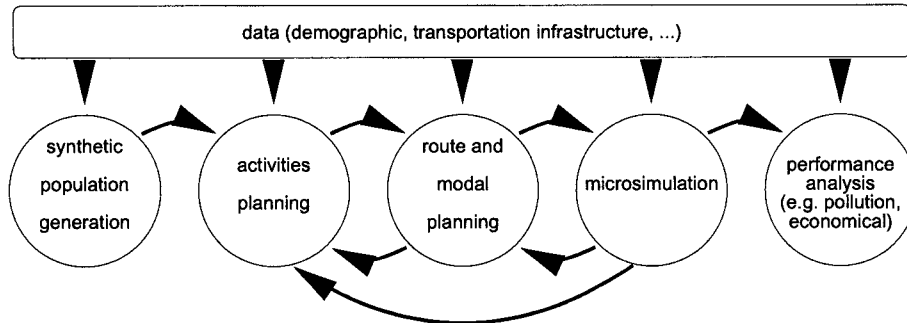 data (demographic, transportation infrastructure, ...)
synthetic
population
generation
activities
planning
route and
modal
planning
microsimulation
performance
analysis
(e.g. pollution,
economical)